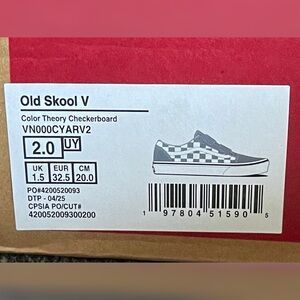 Old Skool V
Color Theory Checkerboard
VN000CYARV2
2.0 UY
UK EUR CM
1.5 32.5 20.0
PO#4200520093
DTP - 04/25
CPSIA PO/CUT#
420052009300200
1 97804 51590 5